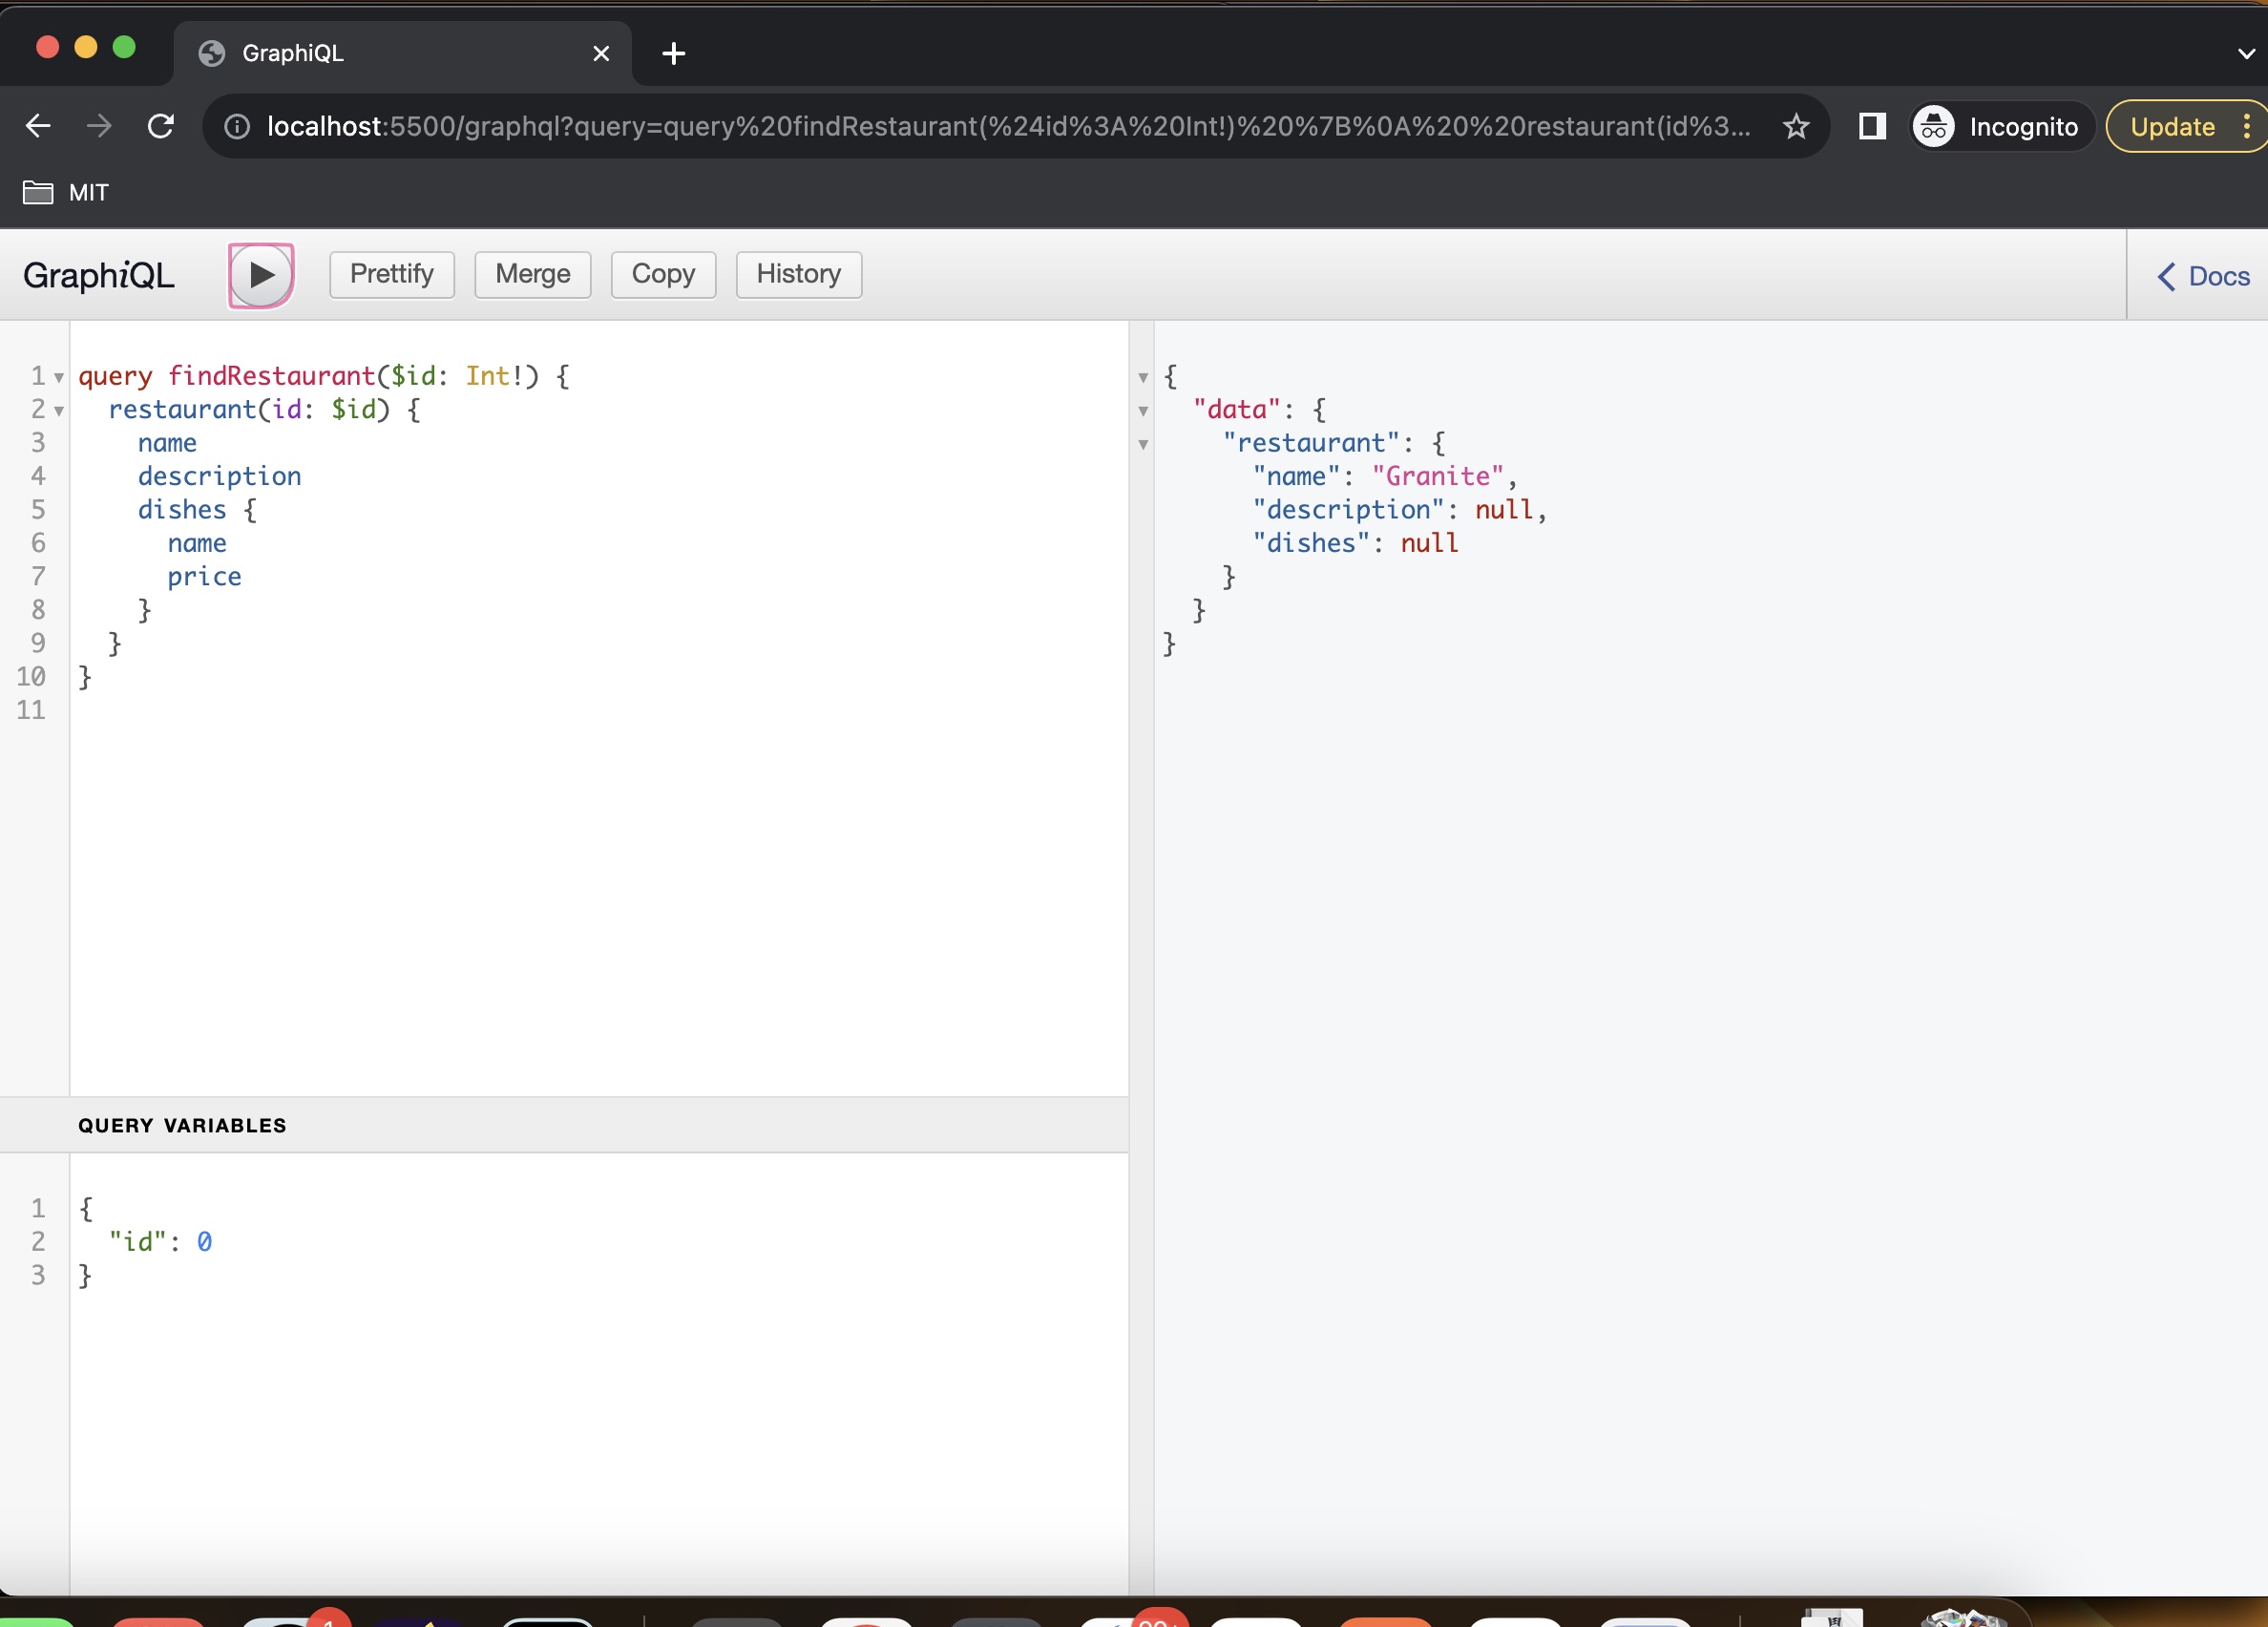 GraphiQL
localhost:5500/graphql?query=query%20findRestaurant(%24id%3A%20Int!)%20%7B%0A%20%20restaurant(id%3...
Incognito
Update
MIT
GraphiQL
Prettify
Merge
Copy
History
Docs
1 query findRestaurant($id: Int!) {
2 restaurant(id: $id) {
3 name
4 description
5 dishes {
6 name
7 price
8 }
9 }
10 }
11
QUERY VARIABLES
1 {
2 "id": 0
3 }
{
"data": {
"restaurant": {
"name": "Granite",
"description": null,
"dishes": null
}
}
}